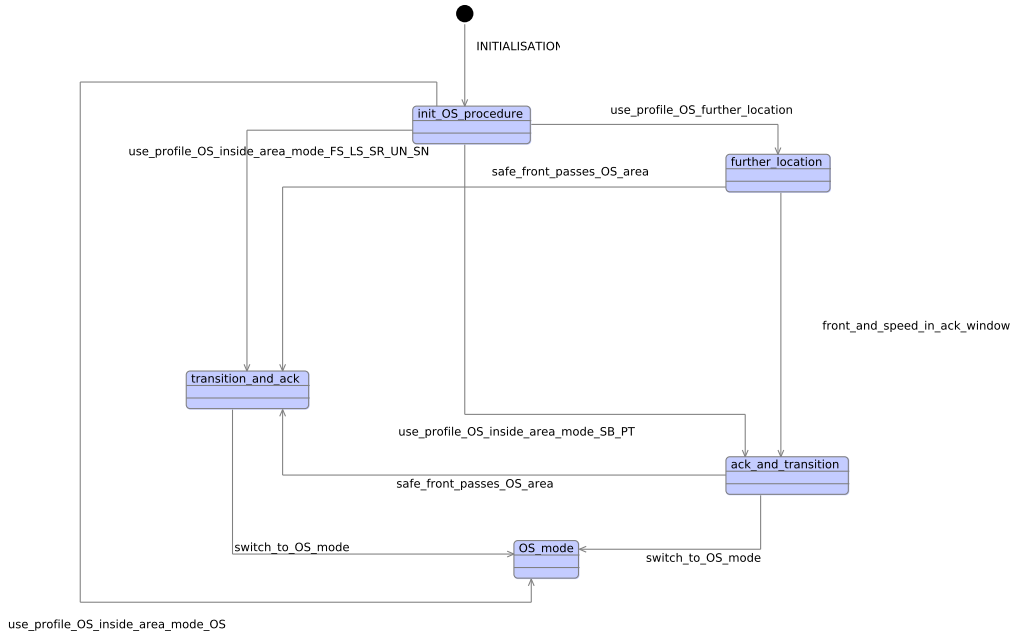 INITIALISATION
use_profile_OS_further_location
init_OS_procedure
use_profile_OS_inside_area_mode_FS_LS_SR_UN_SN
further_location
safe_front_passes_OS_area
front_and_speed_in_ack_window
transition_and_ack
use_profile_OS_inside_area_mode_SB_PT
ack_and_transition
safe_front_passes_OS_area
switch_to_OS_mode
OS_mode
switch_to_OS_mode
use_profile_OS_inside_area_mode_OS